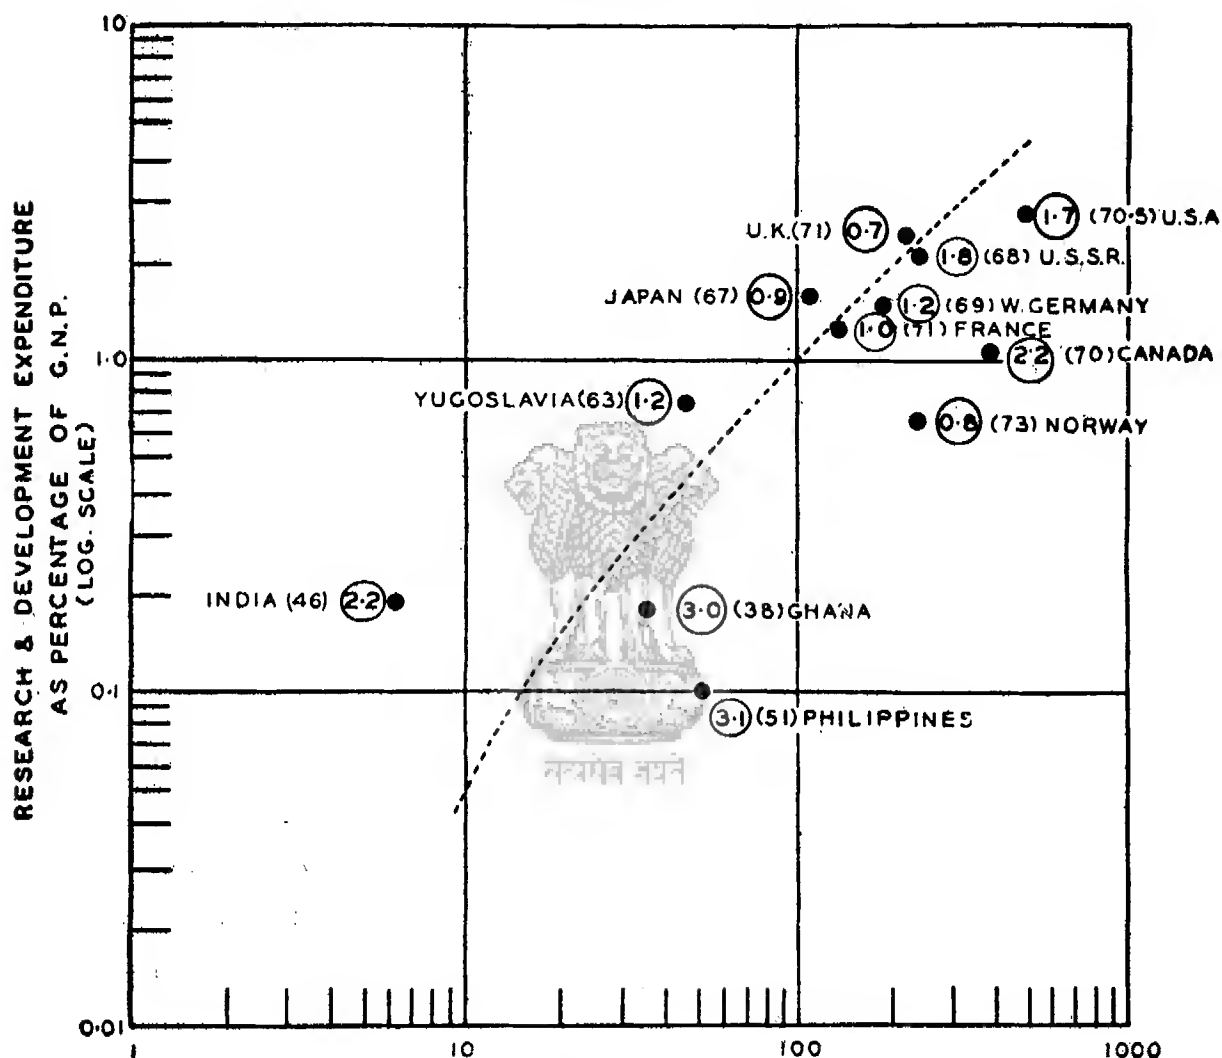 RESEARCH & DEVELOPMENT EXPENDITURE
AS PERCENTAGE OF G.N.P.
(LOG. SCALE)
10
1·0
0·1
0·01
1
10
100
1000
1·7 (70·5) U.S.A
U.K.(71) 0·7
1·8 (68) U.S.S.R.
JAPAN (67) 0·9
1·2 (69) W. GERMANY
1·0 (71) FRANCE
2·2 (70) CANADA
YUGOSLAVIA (63) 1·2
0·8 (73) NORWAY
INDIA (46) 2·2
3·0 (38) GHANA
3·1 (51) PHILIPPINES
सत्यमेव जयते